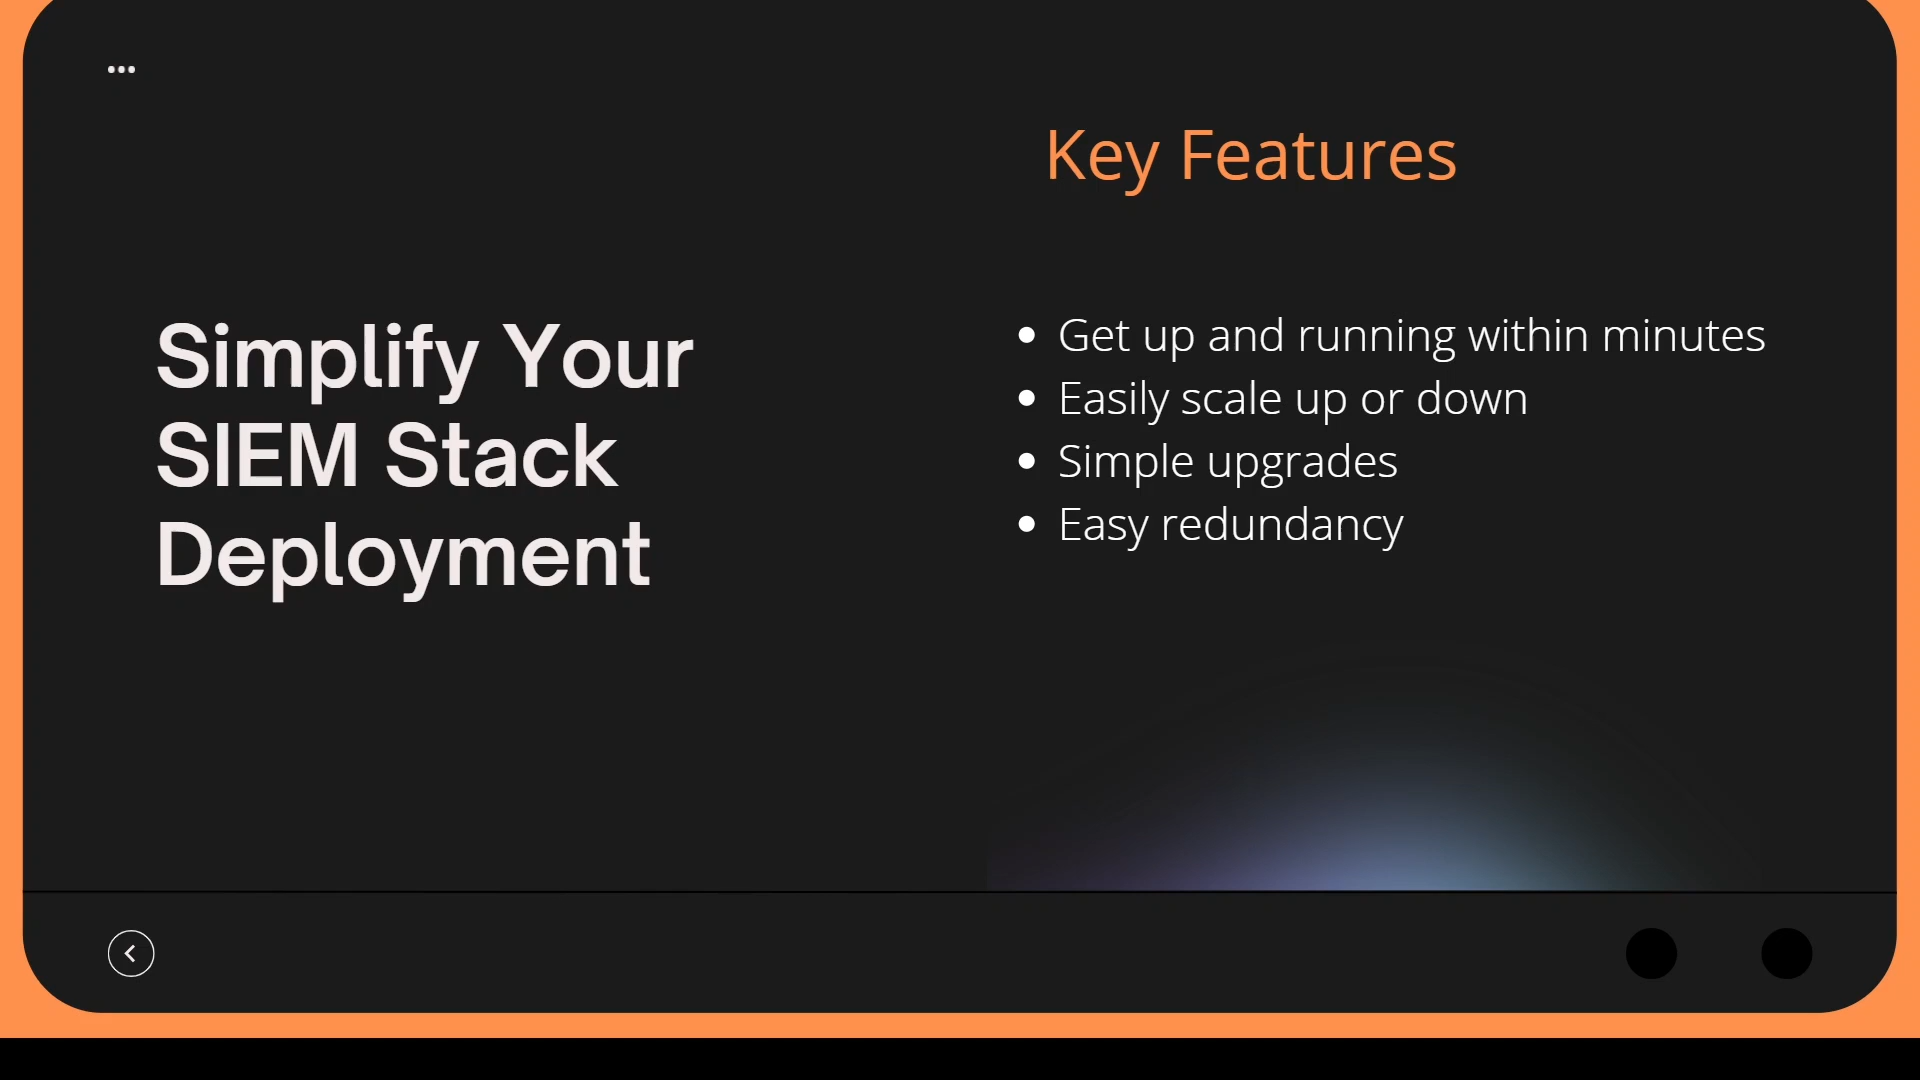 Simplify Your
SIEM Stack
Deployment
Key Features
• Get up and running within minutes
• Easily scale up or down
• Simple upgrades
• Easy redundancy